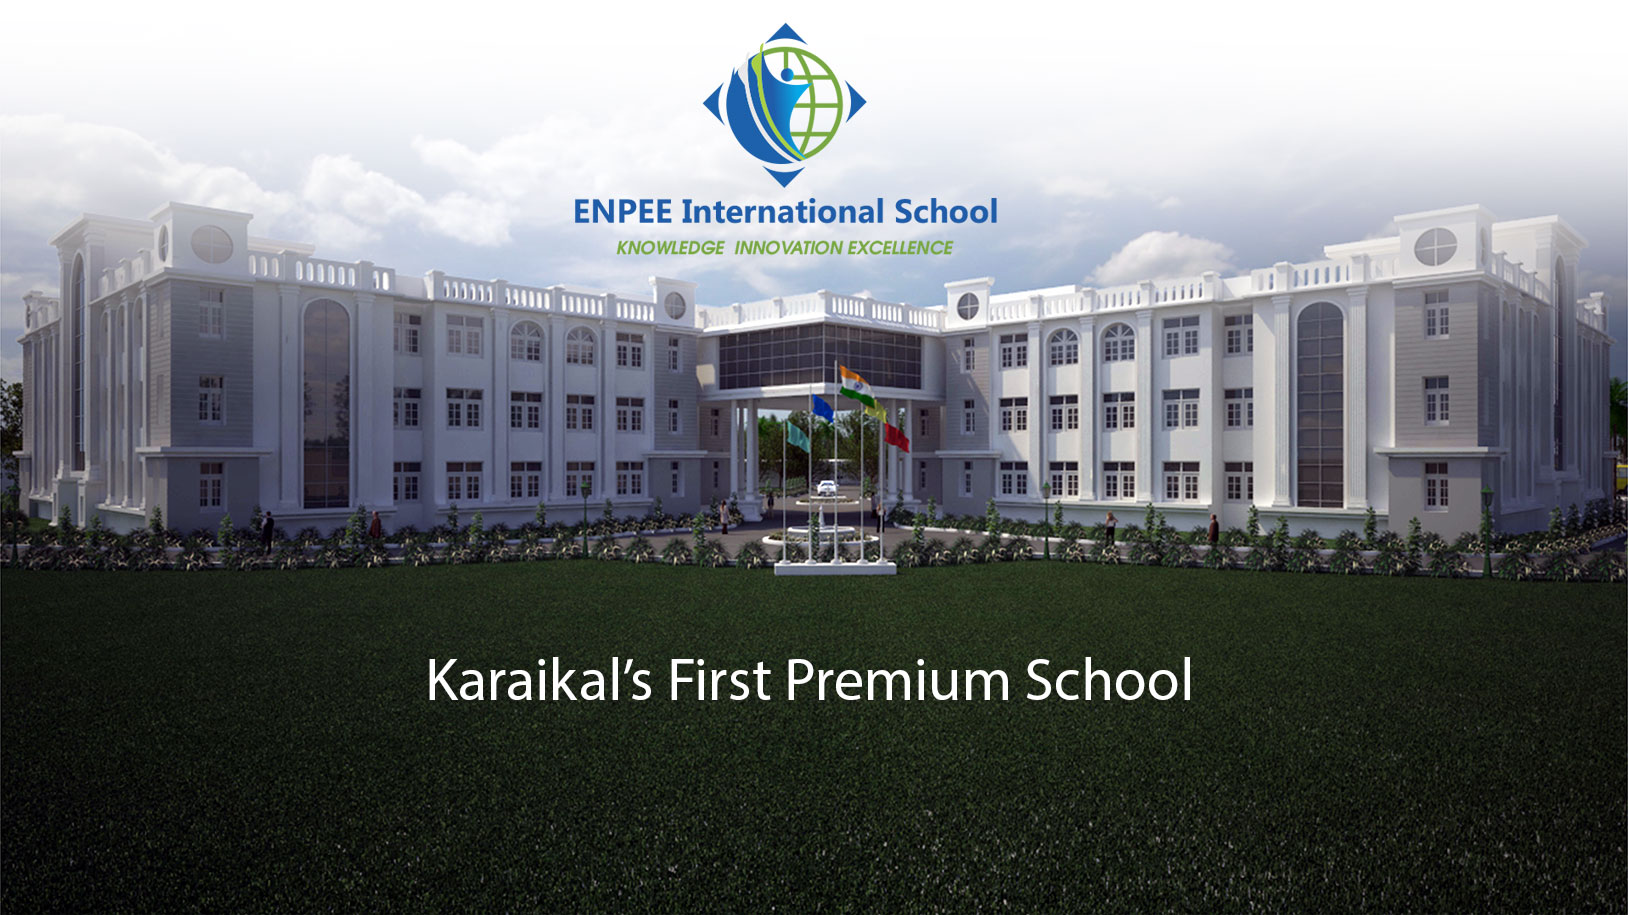 ENPEE International School
KNOWLEDGE INNOVATION EXCELLENCE
Karaikal’s First Premium School